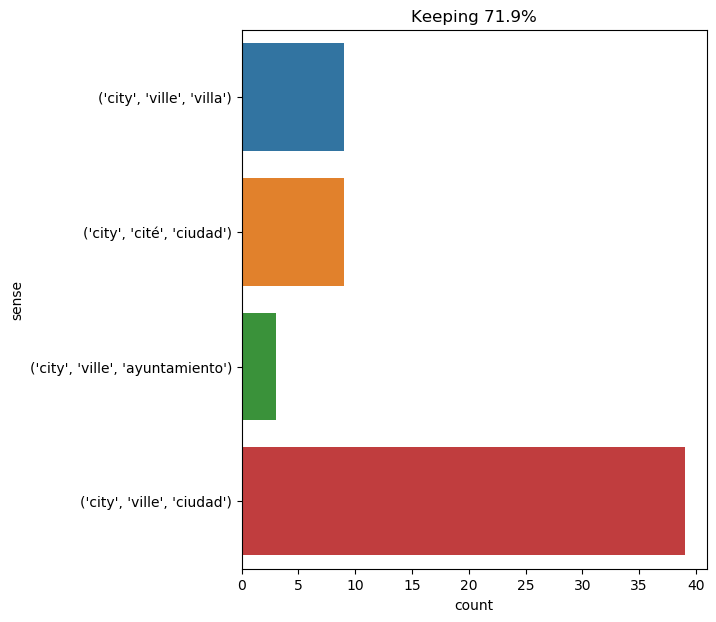 Keeping 71.9%
('city', 'ville', 'villa')
('city', 'cité', 'ciudad')
('city', 'ville', 'ayuntamiento')
('city', 'ville', 'ciudad')
sense
0 5 10 15 20 25 30 35 40
count